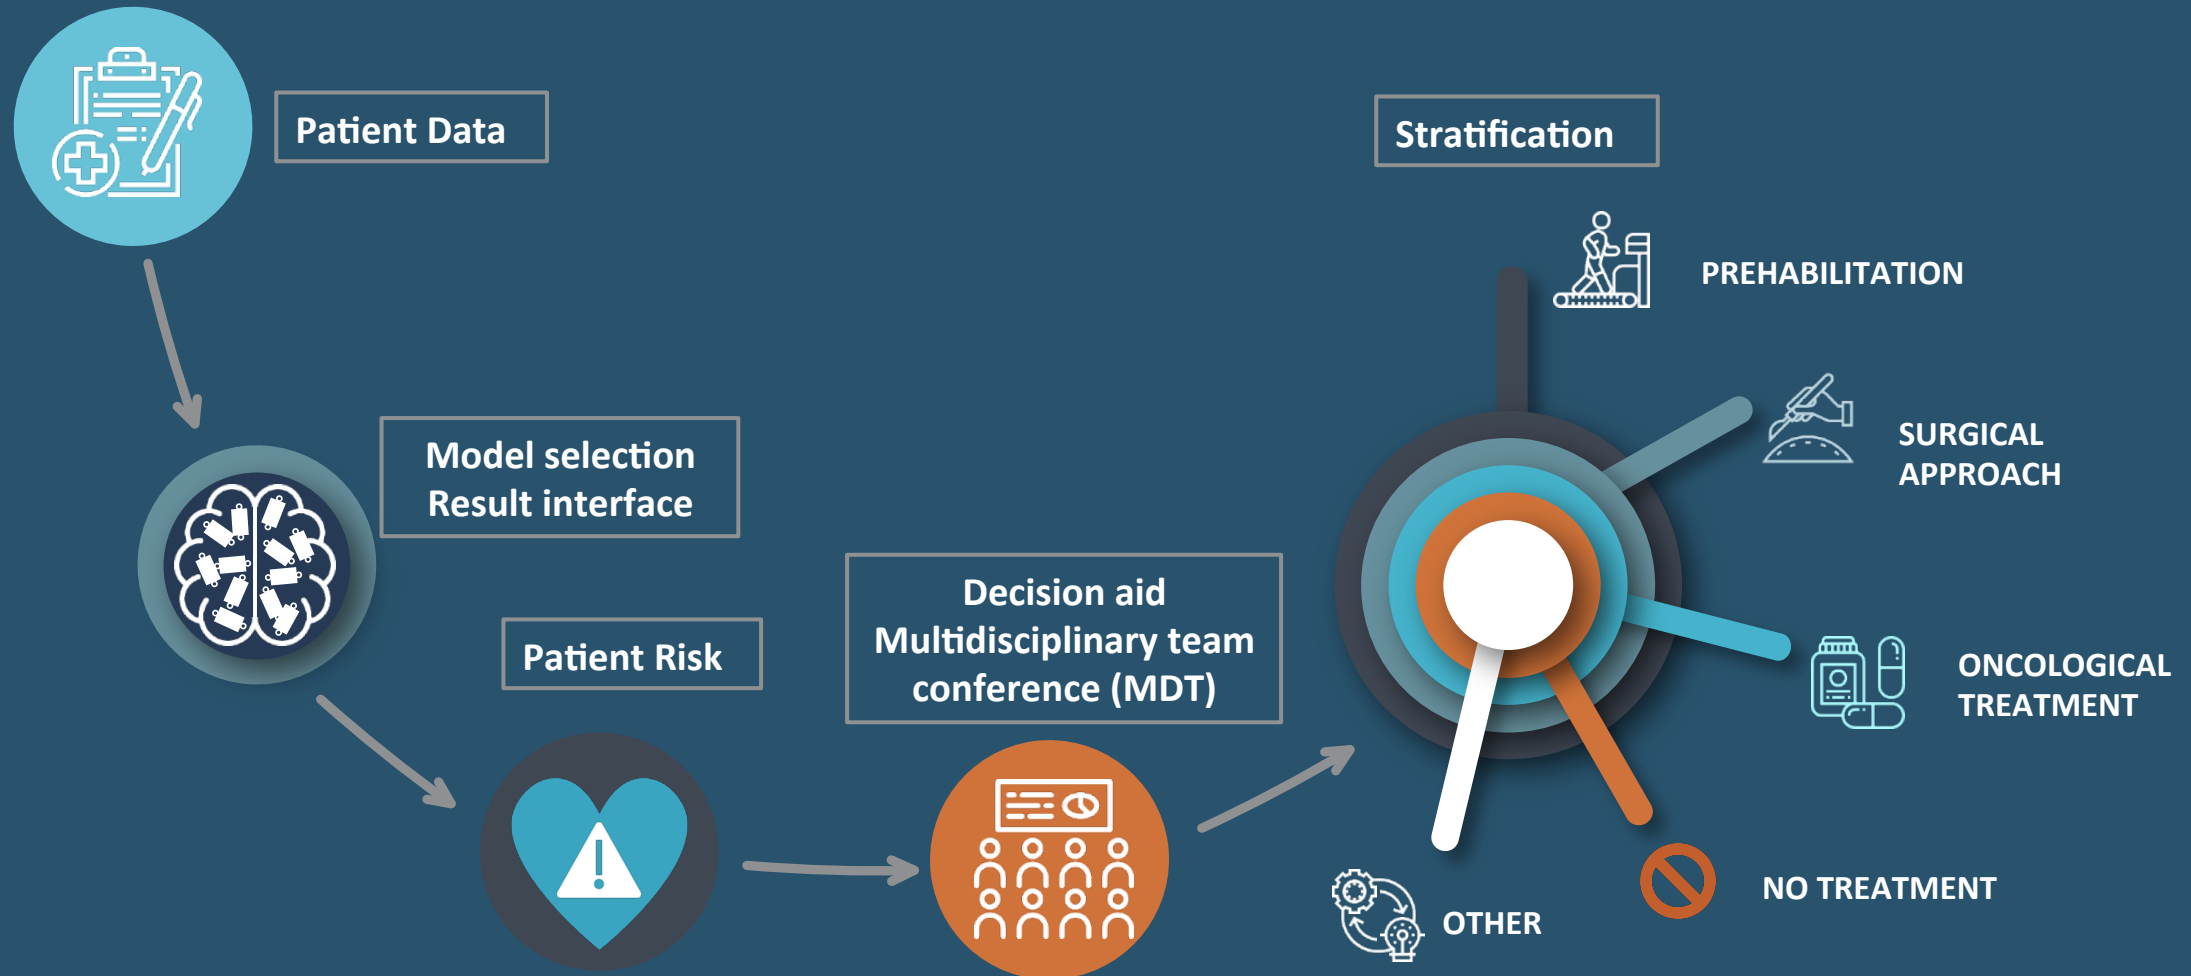 Patient Data
Model selection
Result interface
Patient Risk
Decision aid
Multidisciplinary team
conference (MDT)
Stratification
PREHABILITATION
SURGICAL
APPROACH
ONCOLOGICAL
TREATMENT
NO TREATMENT
OTHER